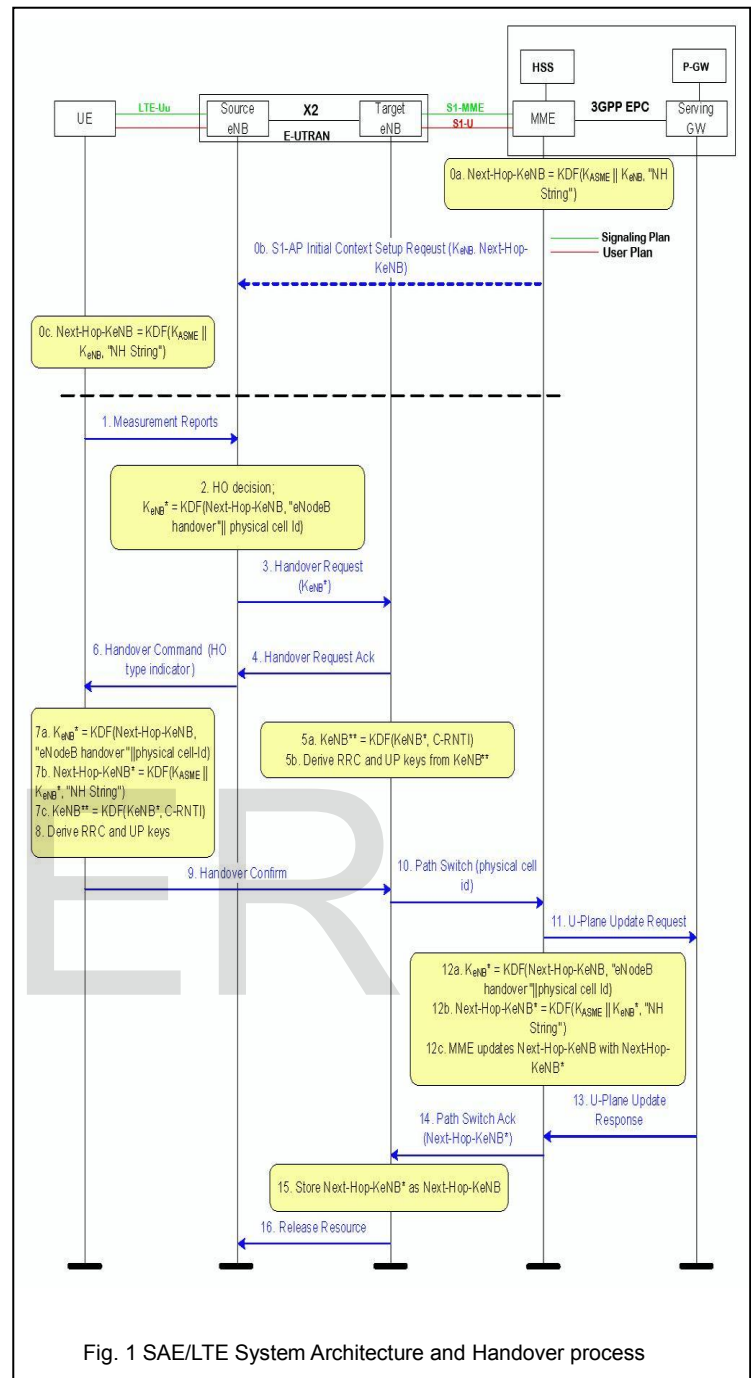 HSS
P-GW
LTE-Uu
X2
S1-MME
3GPP EPC
UE
Source
eNB
Target
eNB
MME
Serving
GW
E-UTRAN
S1-U
0a. Next-Hop-KeNB = KDF(KASME || KeNB, "NH
String")
Signaling Plan
User Plan
0b. S1-AP Initial Context Setup Reqeust (KeNB, Next-Hop-
KeNB)
0c. Next-Hop-KeNB = KDF(KASME ||
KeNB, "NH String")
1. Measurement Reports
2. HO decision;
KeNB* = KDF(Next-Hop-KeNB, "eNodeB
handover"|| physical cell Id)
3. Handover Request
(KeNB*)
6. Handover Command (HO
type indicator)
4. Handover Request Ack
7a. KeNB* = KDF(Next-Hop-KeNB,
"eNodeB handover"||physical cell-Id)
7b. Next-Hop-KeNB* = KDF(KASME ||
KeNB*, "NH String")
7c. KeNB** = KDF(KeNB*, C-RNTI)
8. Derive RRC and UP keys
5a. KeNB** = KDF(KeNB*, C-RNTI)
5b. Derive RRC and UP keys from KeNB**
9. Handover Confirm
10. Path Switch (physical cell
id)
11. U-Plane Update Request
12a. KeNB* = KDF(Next-Hop-KeNB, "eNodeB
handover"||physical cell Id)
12b. Next-Hop-KeNB* = KDF(KASME || KeNB*, "NH
String")
12c. MME updates Next-Hop-KeNB with Next-Hop-
KeNB*
13. U-Plane Update
Response
14. Path Switch Ack
(Next-Hop-KeNB*)
15. Store Next-Hop-KeNB* as Next-Hop-KeNB
16. Release Resource
ER
Fig. 1 SAE/LTE System Architecture and Handover process